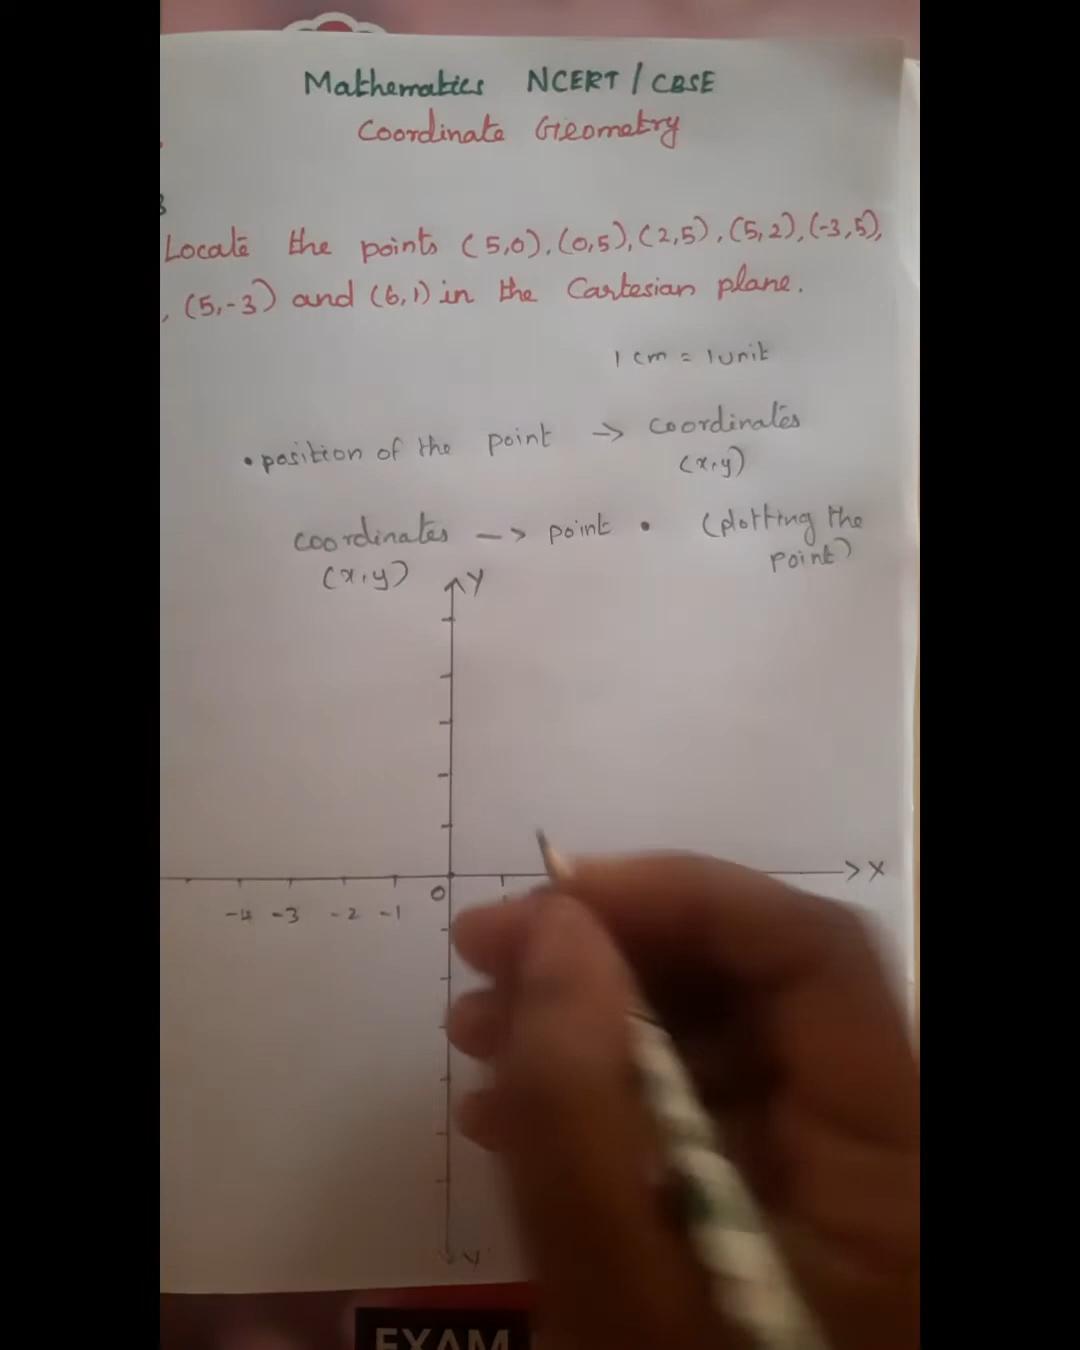 Mathematics NCERT / CBSE
Coordinate Geometry
Locate the points (5,0), (0,5), (2,5), (5,2), (-3,5),
, (5,-3) and (6,1) in the Cartesian plane.
1 cm = 1 unit
• position of the point -> coordinates
(x,y)
coordinates -> point • (plotting the
point)
(x,y)
Y
X
0
-4 -3 -2 -1
Y
EXAM